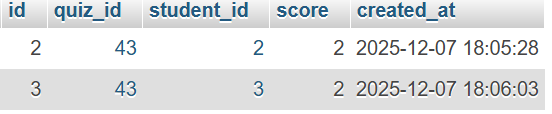 id quiz_id student_id score created_at
2 43 2 2 2025-12-07 18:05:28
3 43 3 2 2025-12-07 18:06:03